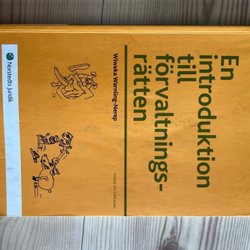 En
introduktion
till
förvaltnings-
rätten
Wiweka Warnling-Nerep
Norstedts Juridik